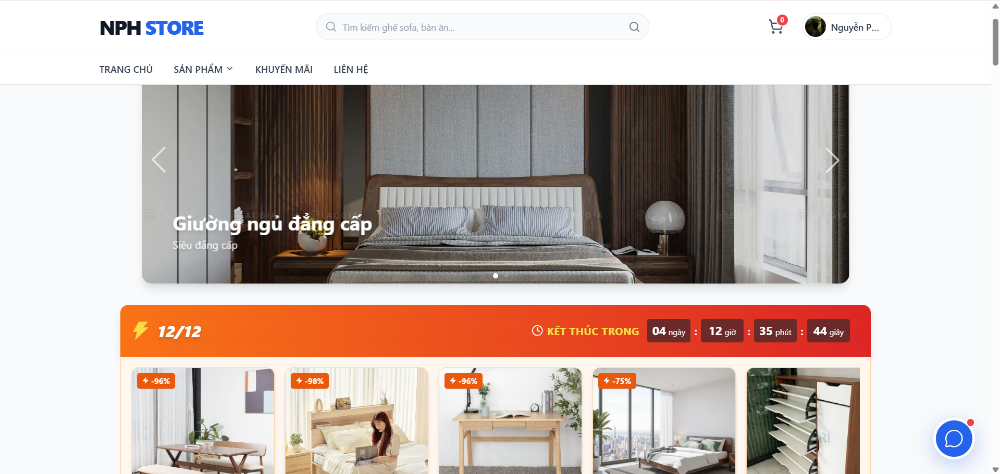 NPH STORE
Tìm kiếm ghế sofa, bàn ăn...
0
Nguyễn P...
TRANG CHỦ
SẢN PHẨM
KHUYẾN MÃI
LIÊN HỆ
Giường ngủ đẳng cấp
Siêu đẳng cấp
12/12
KẾT THÚC TRONG
04 ngày : 12 giờ : 35 phút : 44 giây
-96%
-98%
-96%
-75%